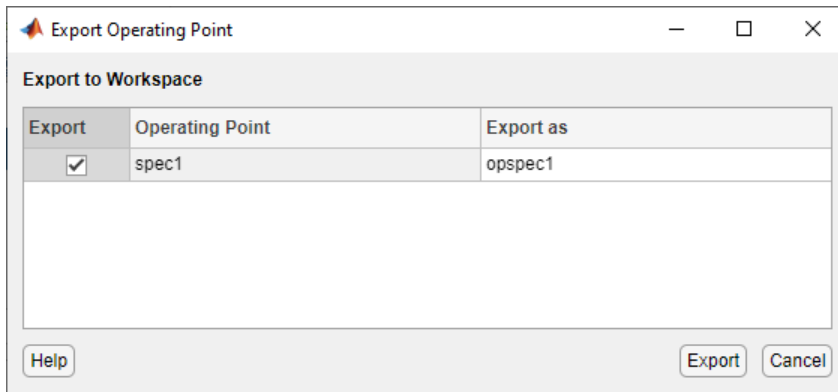 Export Operating Point
Export to Workspace
Export Operating Point Export as
spec1 opspec1
Help Export Cancel